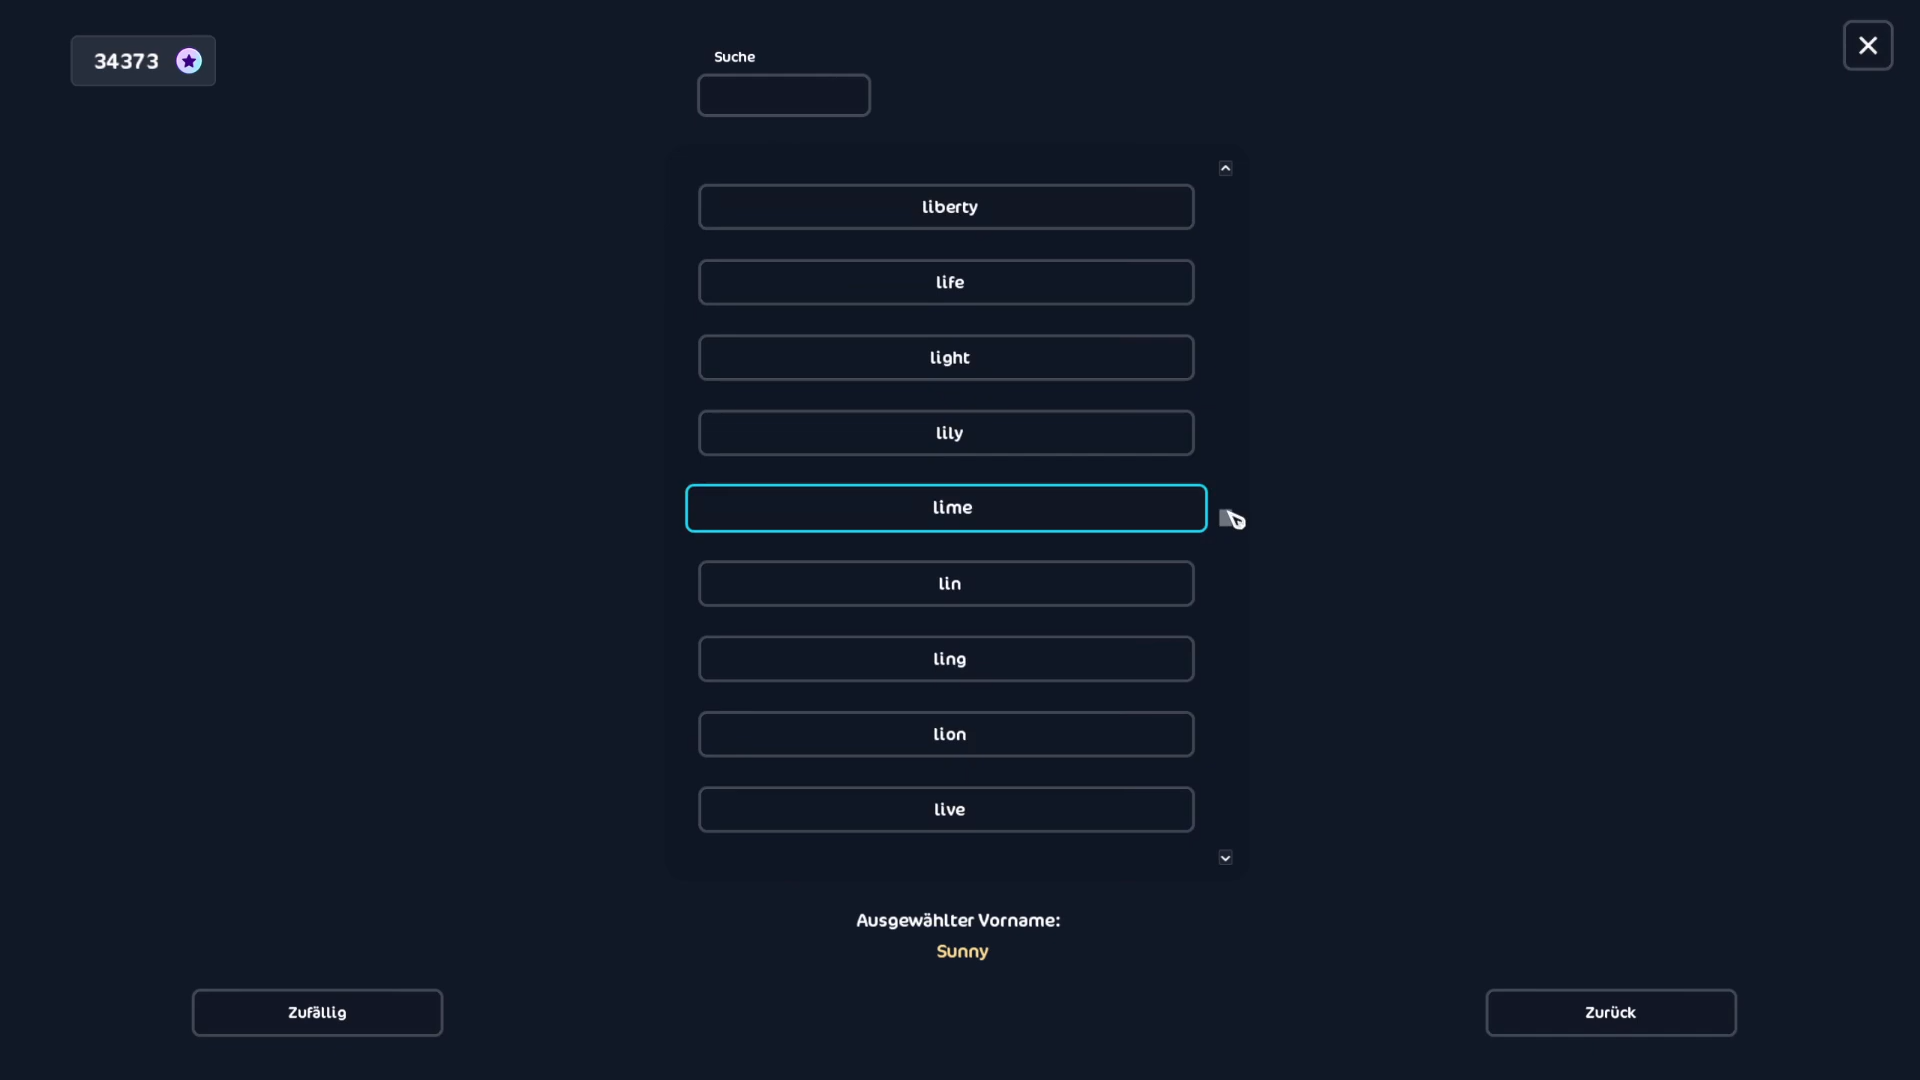 34373
Suche
liberty
life
light
lily
lime
lin
ling
lion
live
Ausgewählter Vorname:
Sunny
Zufällig
Zurück